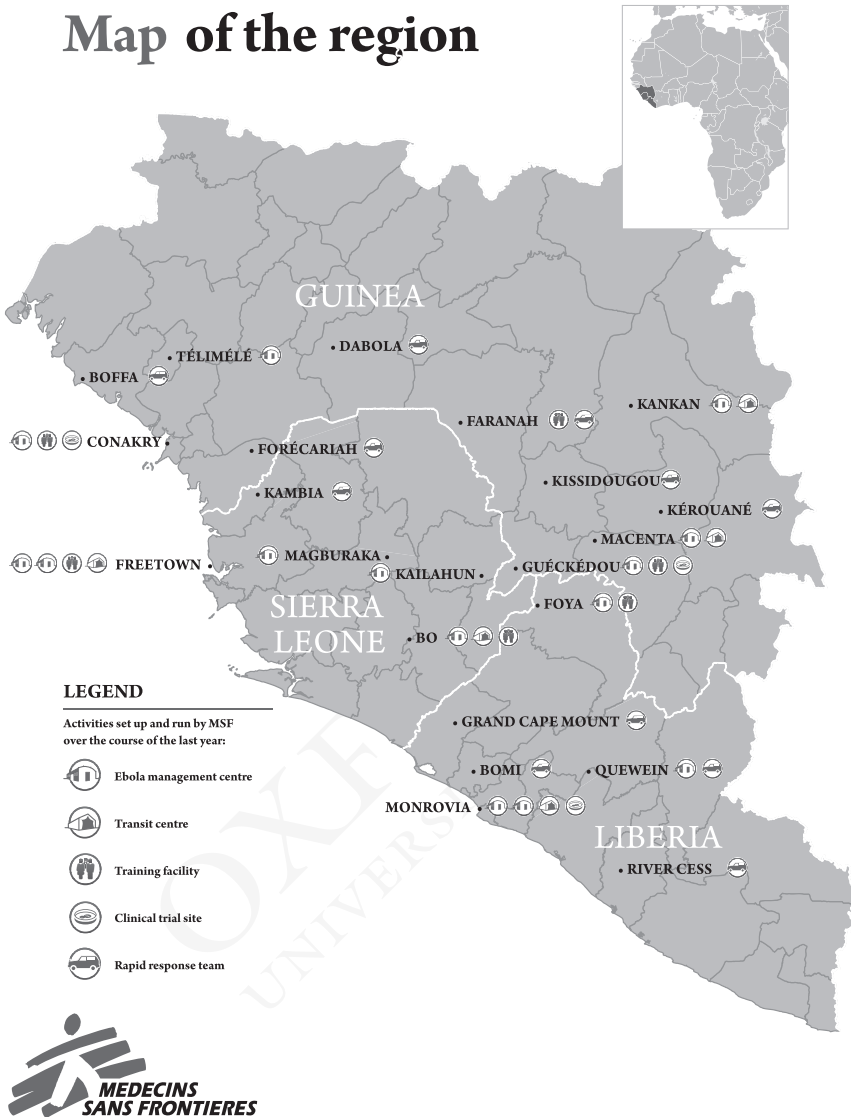 Map of the region
GUINEA
DABOLA
TÉLIMÉLÉ
BOFFA
KANKAN
FARANAH
CONAKRY
FORÉCARIAH
KISSIDOUGOU
KAMBIA
KÉROUANÉ
MACENTA
MAGBURAKA
FREETOWN
GUÉCKÉDOU
KAILAHUN
SIERRA
LEONE
FOYA
BO
LEGEND
Activities set up and run by MSF
over the course of the last year:
Ebola management centre
Transit centre
Training facility
Clinical trial site
Rapid response team
GRAND CAPE MOUNT
BOMI
QUEWEIN
MONROVIA
LIBERIA
RIVER CESS
OXF
UNIVERS
MEDECINS
SANS FRONTIERES